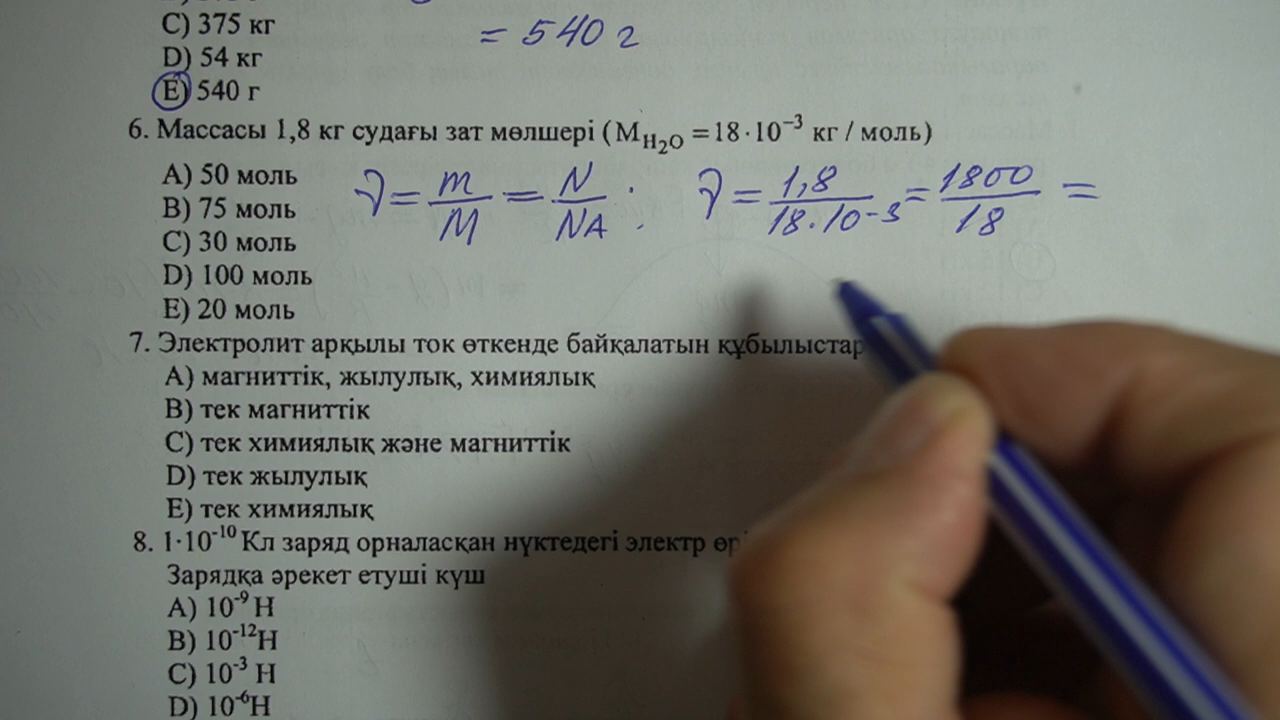 C) 375 кг
= 540 г
D) 54 кг
E) 540 г
6. Массасы 1,8 кг судағы зат мөлшері (M_H₂O = 18·10⁻³ кг / моль)
A) 50 моль
ν = m/M = N/NA : ν = 1,8/18·10⁻³ = 1800/18 =
B) 75 моль
C) 30 моль
D) 100 моль
E) 20 моль
7. Электролит арқылы ток өткенде байқалатын құбылыстар
A) магниттік, жылулық, химиялық
B) тек магниттік
C) тек химиялық және магниттік
D) тек жылулық
E) тек химиялық
8. 1·10⁻¹⁰ Кл заряд орналасқан нүктедегі электр
Зарядқа әрекет етуші күш
A) 10⁻⁹ Н
B) 10⁻¹²Н
C) 10⁻³ Н
D) 10⁻⁶Н